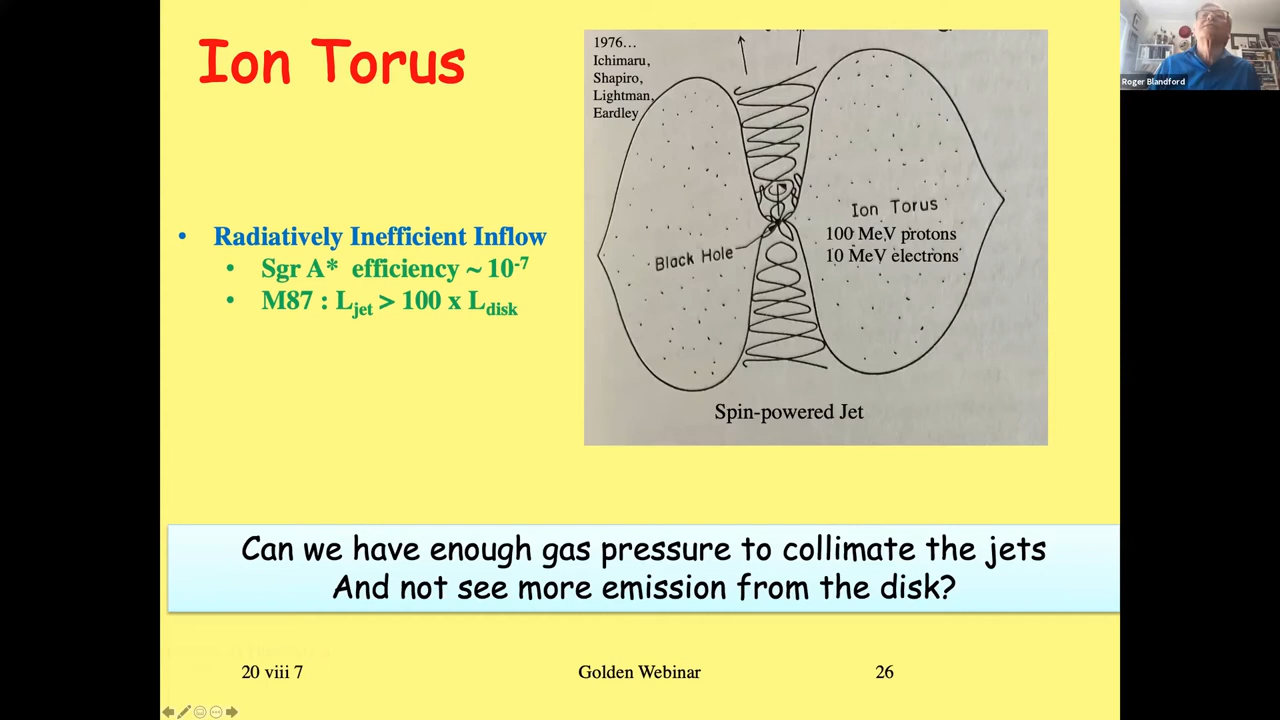 Ion Torus
1976…
Ichimaru,
Shapiro,
Lightman,
Eardley
Roger Blandford
Ion Torus
100 MeV protons
10 MeV electrons
Black Hole
Spin-powered Jet
• Radiatively Inefficient Inflow
• Sgr A* efficiency ~ 10⁻⁷
• M87 : Ljet > 100 x Ldisk
Can we have enough gas pressure to collimate the jets
And not see more emission from the disk?
20 viii 7
Golden Webinar
26